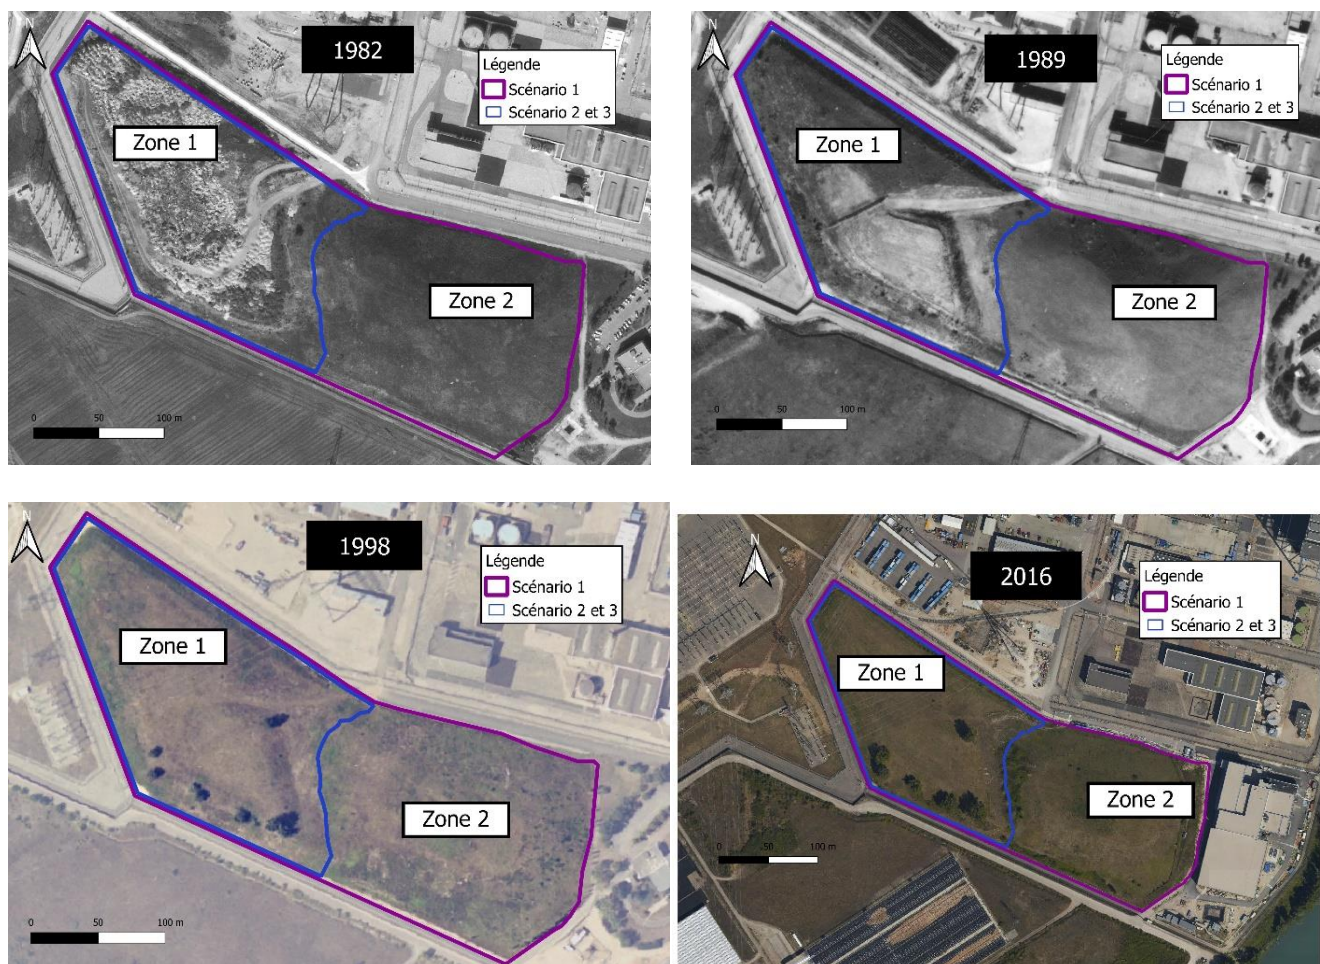 N
1982
Légende
Scénario 1
Scénario 2 et 3
Zone 1
Zone 2
0 50 100 m
N
1989
Légende
Scénario 1
Scénario 2 et 3
Zone 1
Zone 2
0 50 100 m
N
1998
Légende
Scénario 1
Scénario 2 et 3
Zone 1
Zone 2
0 50 100 m
N
2016
Légende
Scénario 1
Scénario 2 et 3
Zone 1
Zone 2
0 50 100 m